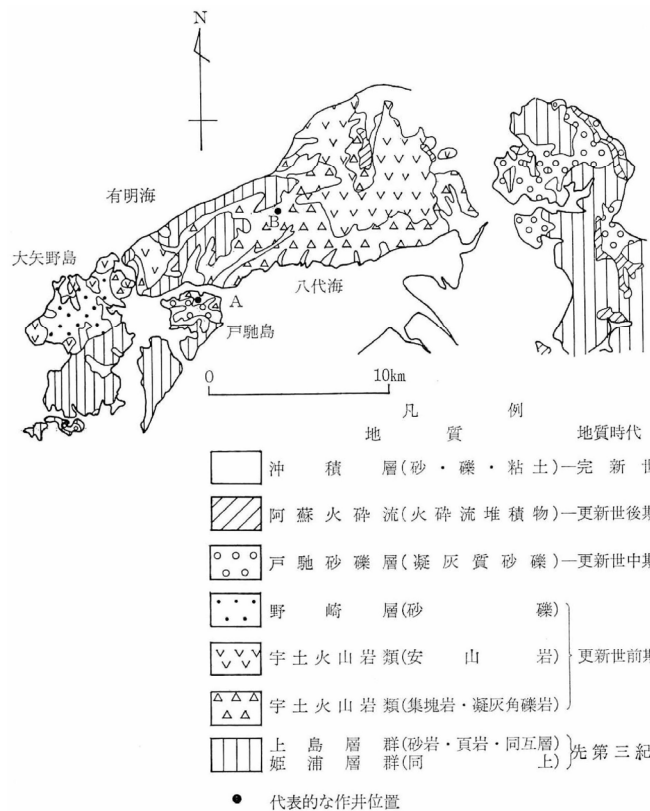 N
有明海
B
大矢野島
八代海
A
戸馳島
0 10km
凡例
地質 地質時代
沖積層(砂・礫・粘土)—完新世
阿蘇火砕流(火砕流堆積物)—更新世後期
戸馳砂礫層(凝灰質砂礫)—更新世中期
野崎層(砂礫)
宇土火山岩類(安山岩) 更新世前期
宇土火山岩類(集塊岩・凝灰角礫岩)
上島層群(砂岩・頁岩・同互層) 先第三紀
姫浦層群(同上)
代表的な作井位置